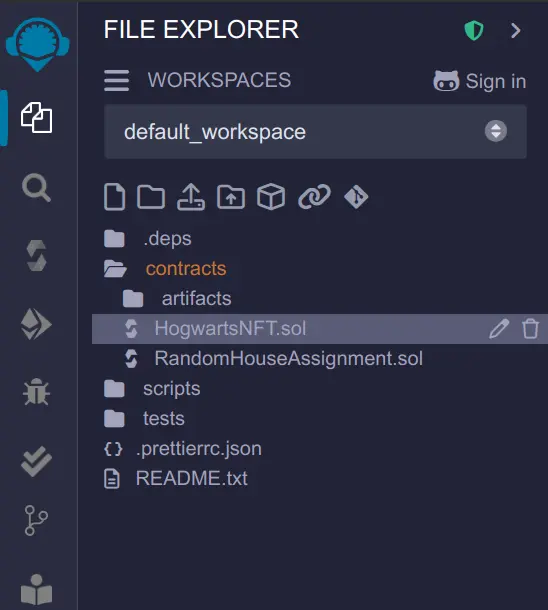 FILE EXPLORER
WORKSPACES
Sign in
default_workspace
.deps
contracts
artifacts
HogwartsNFT.sol
RandomHouseAssignment.sol
scripts
tests
.prettierrc.json
README.txt